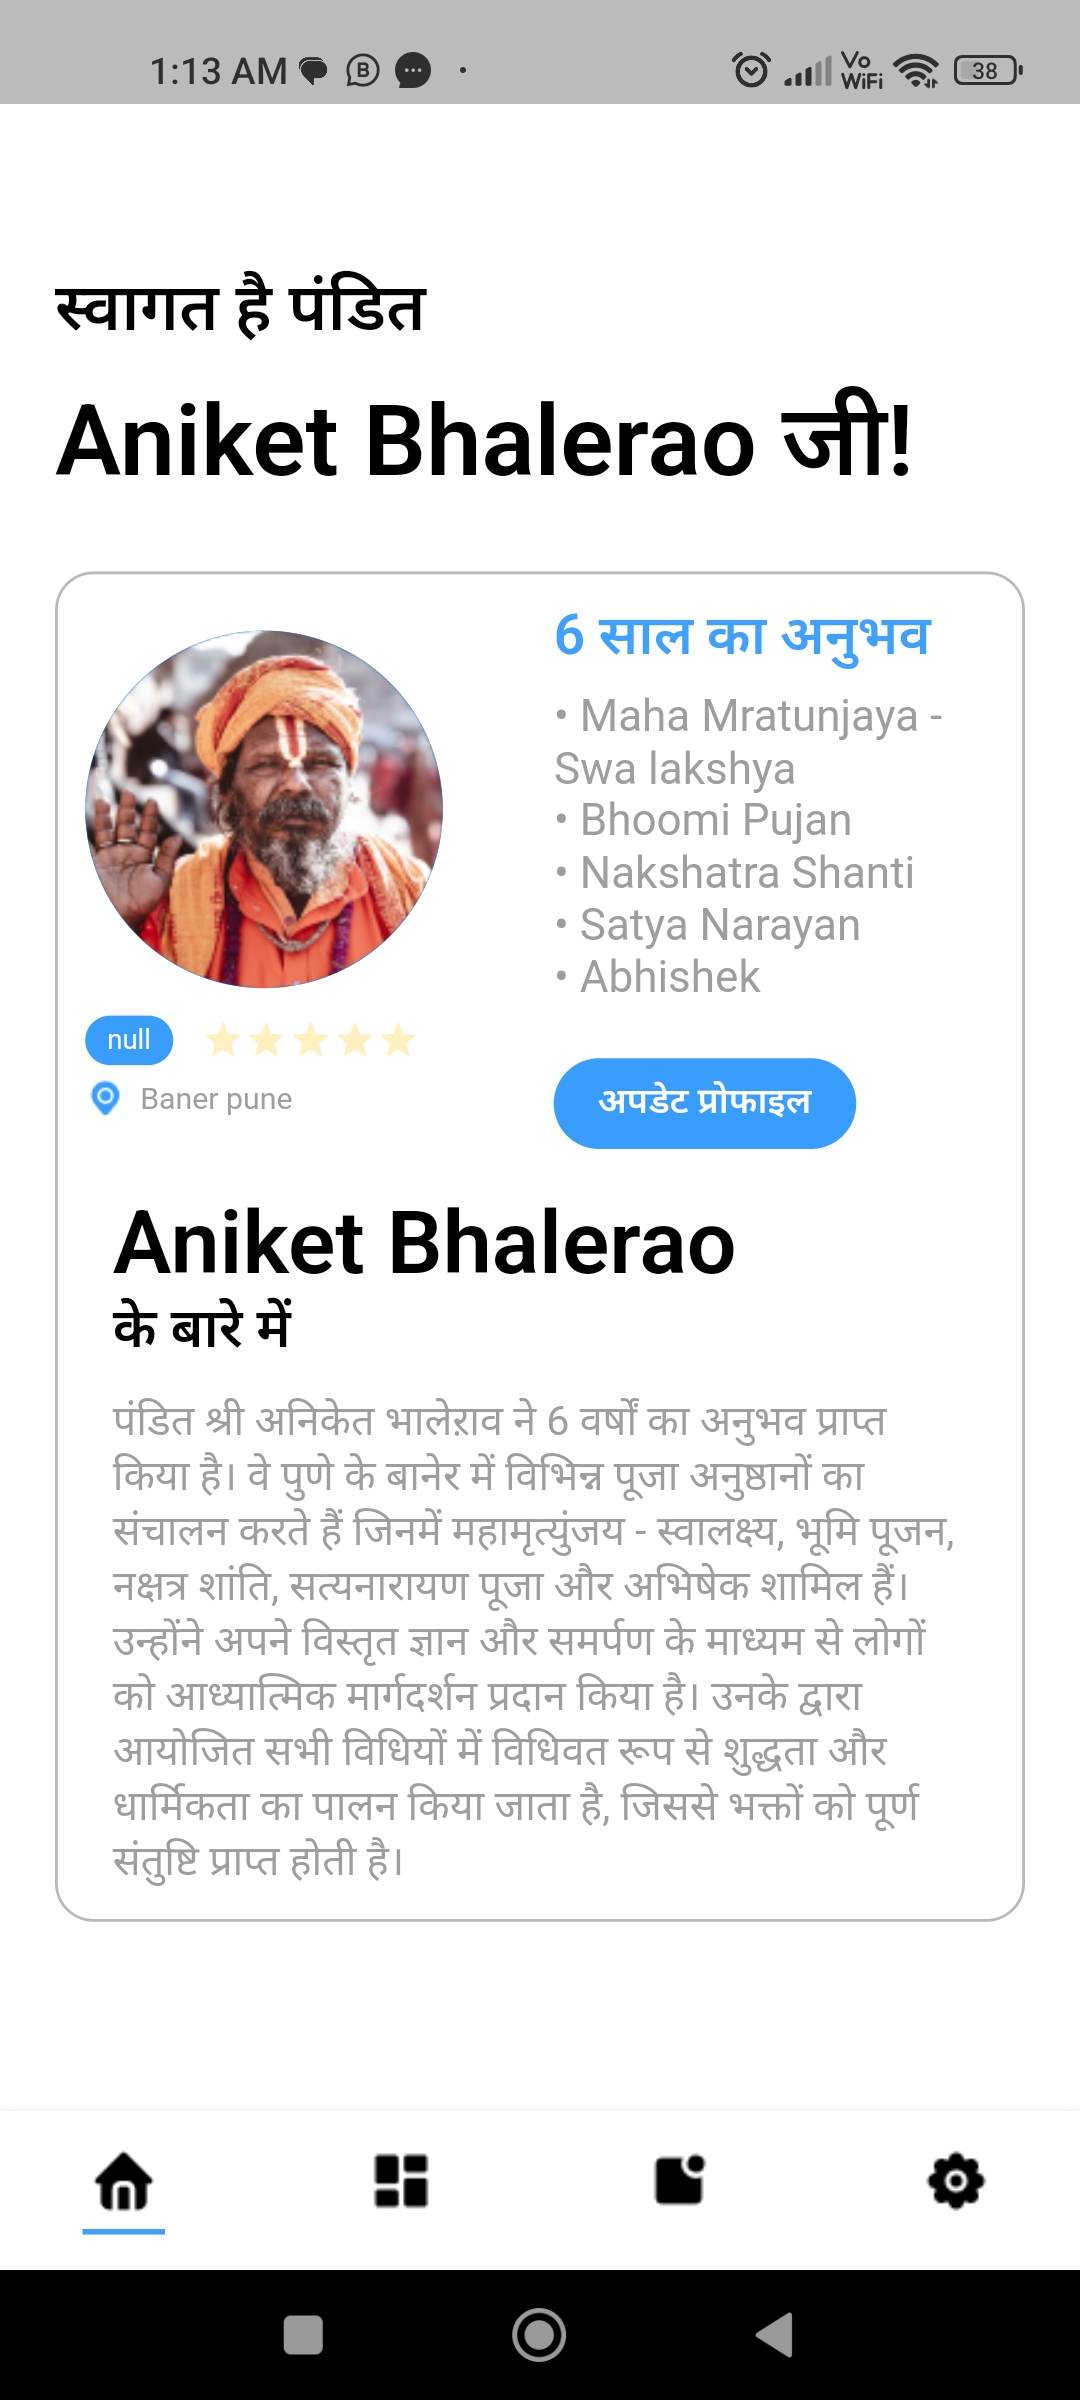 1:13 AM
Vo
WiFi
38
स्वागत है पंडित
Aniket Bhalerao जी!
6 साल का अनुभव
• Maha Mratunjaya -
Swa lakshya
• Bhoomi Pujan
• Nakshatra Shanti
• Satya Narayan
• Abhishek
null
Baner pune
अपडेट प्रोफाइल
Aniket Bhalerao
के बारे में
पंडित श्री अनिकेत भालेऱाव ने 6 वर्षों का अनुभव प्राप्त
किया है। वे पुणे के बानेर में विभिन्न पूजा अनुष्ठानों का
संचालन करते हैं जिनमें महामृत्युंजय - स्वालक्ष्य, भूमि पूजन,
नक्षत्र शांति, सत्यनारायण पूजा और अभिषेक शामिल हैं।
उन्होंने अपने विस्तृत ज्ञान और समर्पण के माध्यम से लोगों
को आध्यात्मिक मार्गदर्शन प्रदान किया है। उनके द्वारा
आयोजित सभी विधियों में विधिवत रूप से शुद्धता और
धार्मिकता का पालन किया जाता है, जिससे भक्तों को पूर्ण
संतुष्टि प्राप्त होती है।